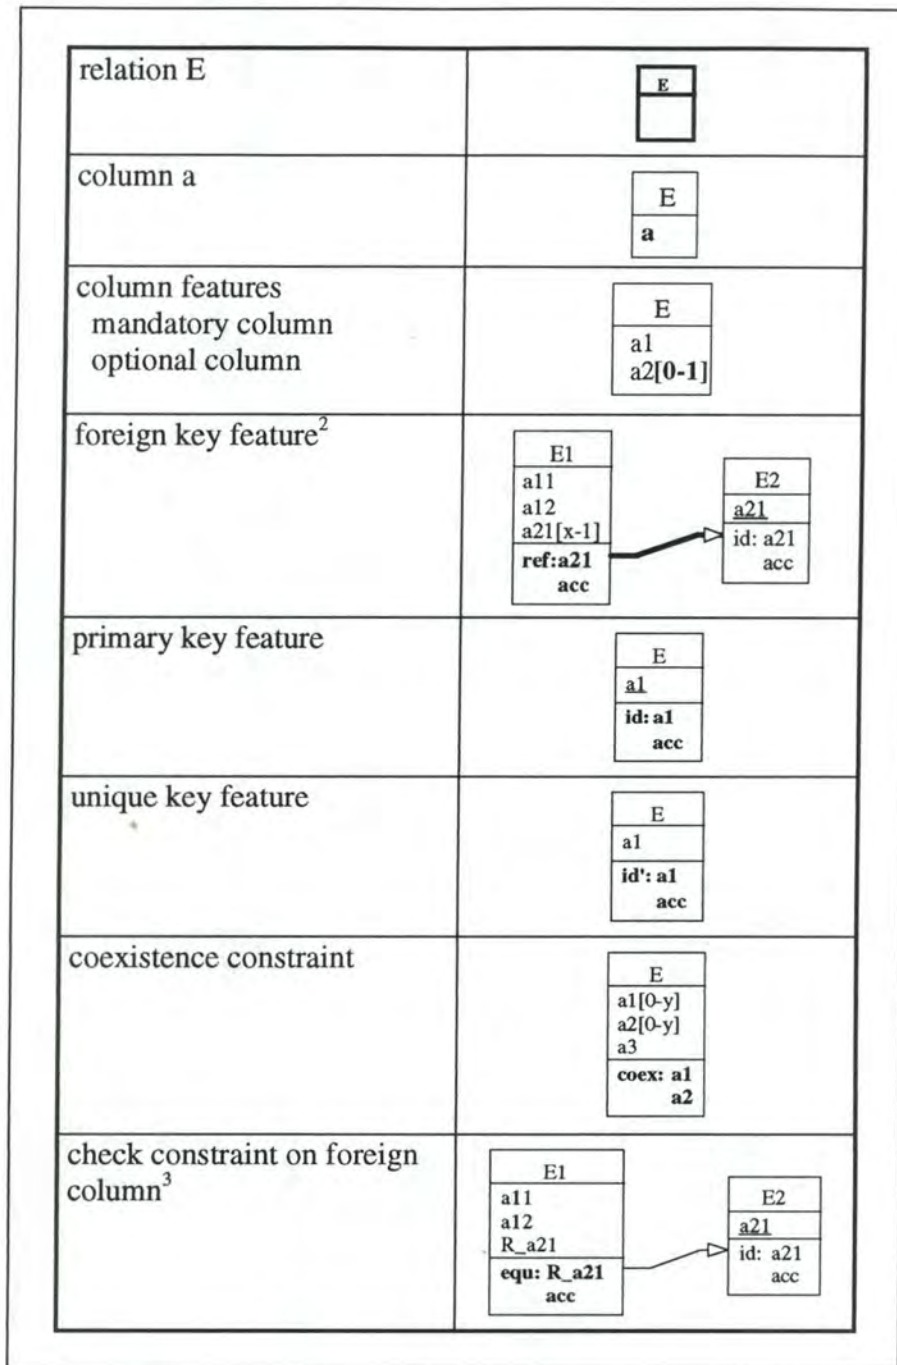 relation E
E
column a
E
a
column features
mandatory column
optional column
E
a1
a2[0-1]
foreign key feature2
E1
a11
a12
a21[x-1]
ref:a21
acc
E2
a21
id: a21
acc
primary key feature
E
a1
id: a1
acc
unique key feature
E
a1
id': a1
acc
coexistence constraint
E
a1[0-y]
a2[0-y]
a3
coex: a1
a2
check constraint on foreign
column3
E1
a11
a12
R_a21
equ: R_a21
acc
E2
a21
id: a21
acc